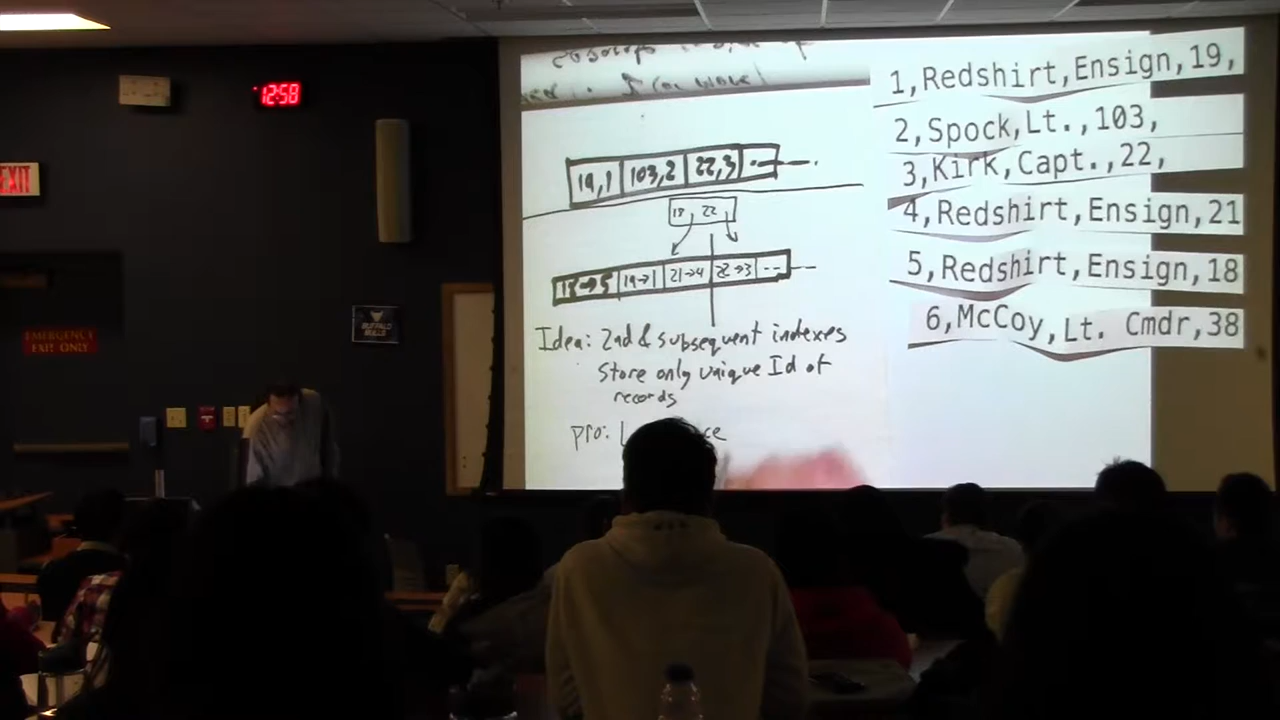 12:58
EXIT
EMERGENCY
EXIT ONLY
BUFFALO
BULLS
19,1 103,2 22,3
18 22
18→5 19→1 21→4 22→3 ...
Idea: 2nd & subsequent indexes
store only unique Id of
records
pro:
1,Redshirt,Ensign,19,
2,Spock,Lt.,103,
3,Kirk,Capt.,22,
4,Redshirt,Ensign,21
5,Redshirt,Ensign,18
6,McCoy,Lt. Cmdr,38